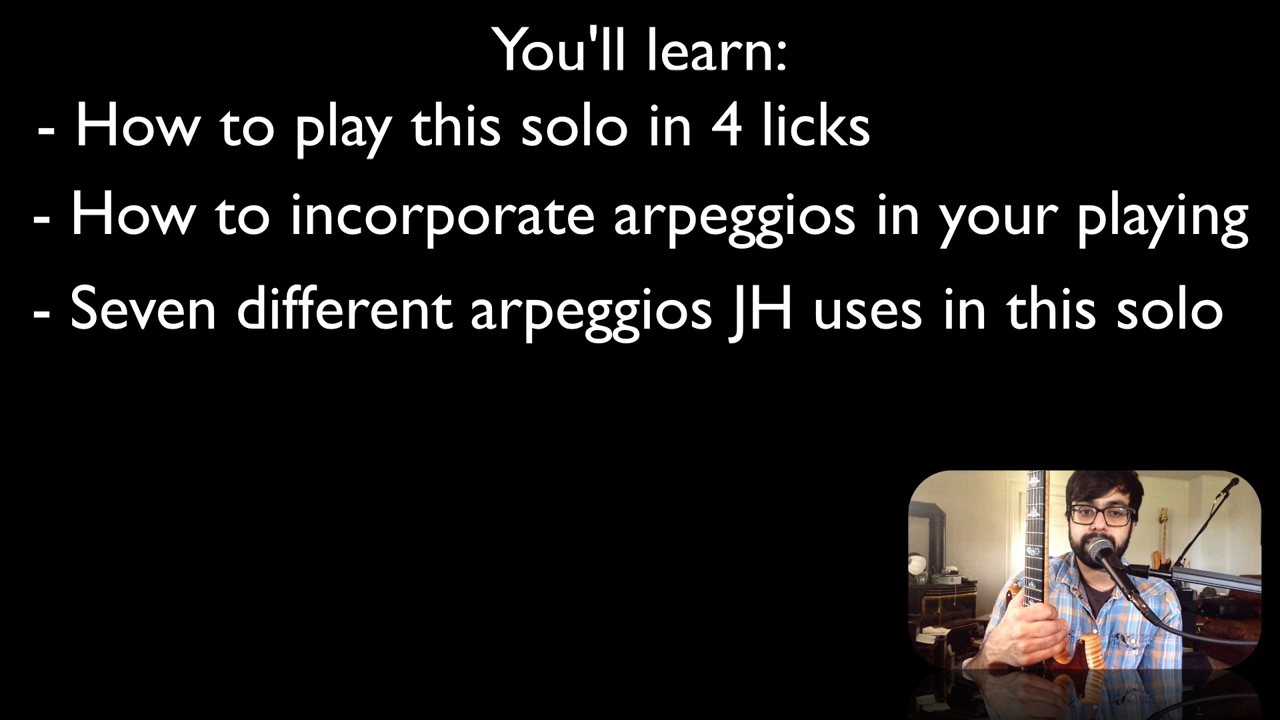 You'll learn:
- How to play this solo in 4 licks
- How to incorporate arpeggios in your playing
- Seven different arpeggios JH uses in this solo